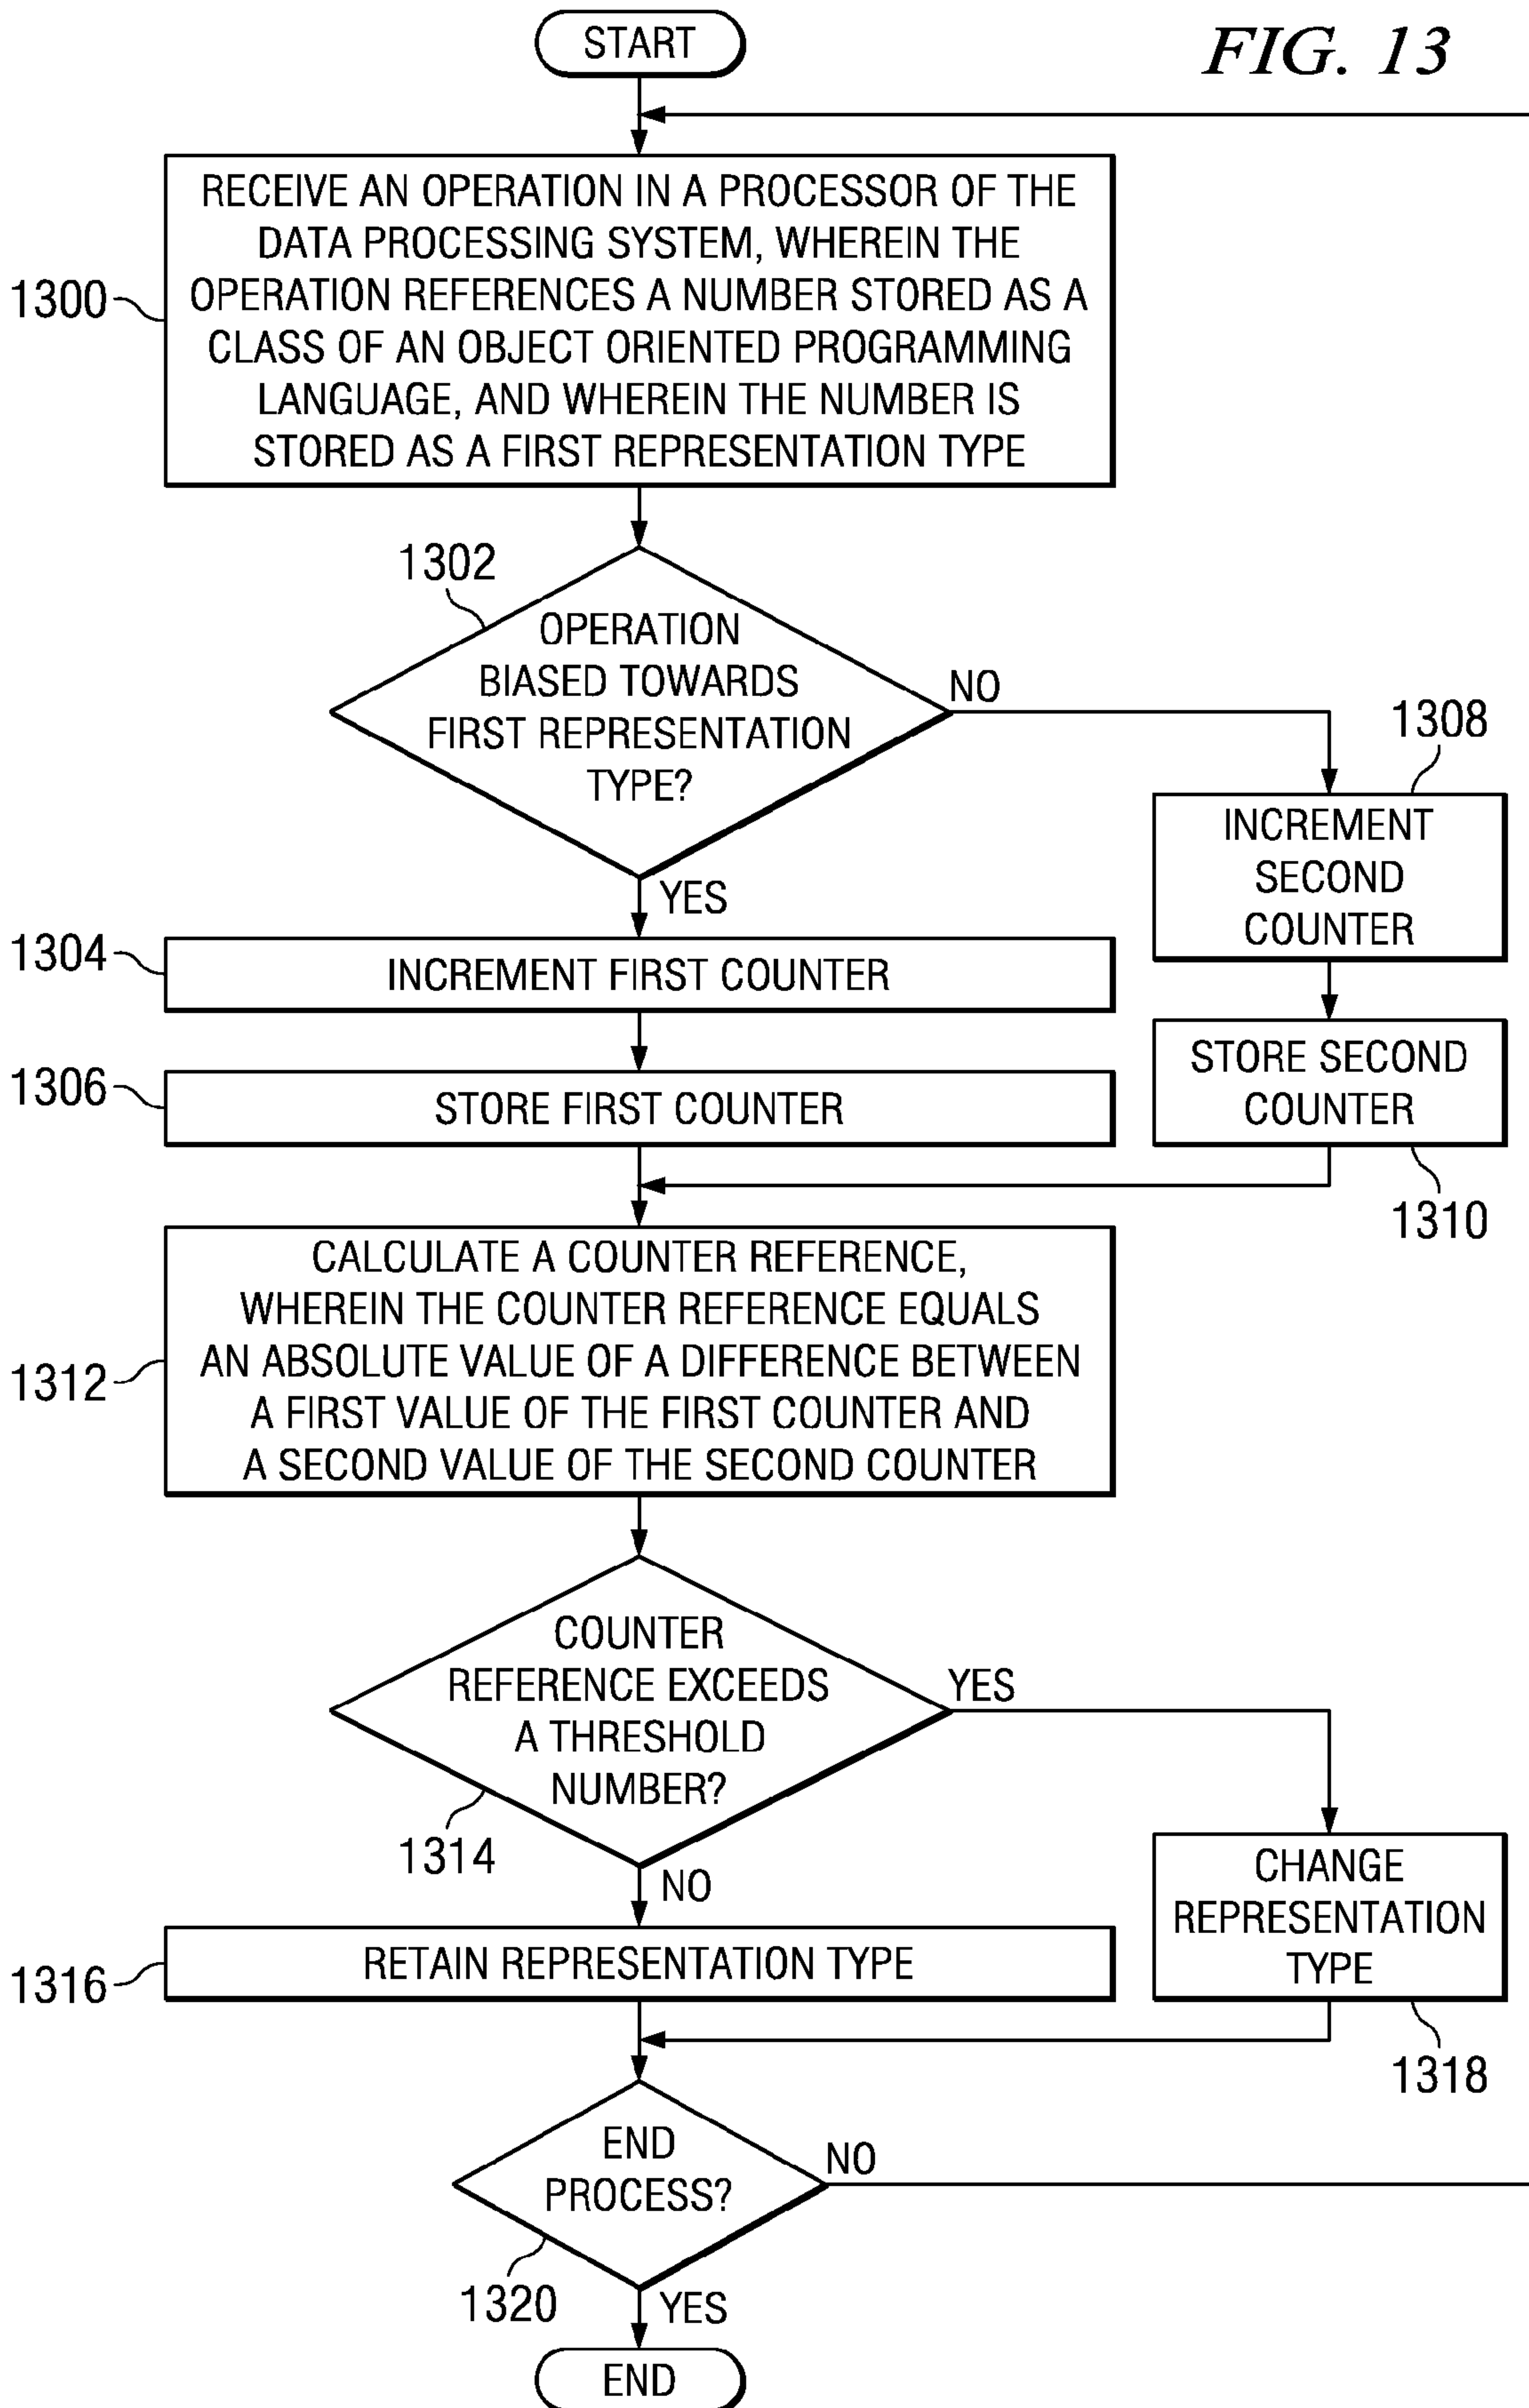 START
FIG. 13
RECEIVE AN OPERATION IN A PROCESSOR OF THE
DATA PROCESSING SYSTEM, WHEREIN THE
OPERATION REFERENCES A NUMBER STORED AS A
CLASS OF AN OBJECT ORIENTED PROGRAMMING
LANGUAGE, AND WHEREIN THE NUMBER IS
STORED AS A FIRST REPRESENTATION TYPE
1300
1302
OPERATION
BIASED TOWARDS
FIRST REPRESENTATION
TYPE?
NO
YES
1308
INCREMENT
SECOND
COUNTER
1304
INCREMENT FIRST COUNTER
1306
STORE FIRST COUNTER
STORE SECOND
COUNTER
1310
CALCULATE A COUNTER REFERENCE,
WHEREIN THE COUNTER REFERENCE EQUALS
AN ABSOLUTE VALUE OF A DIFFERENCE BETWEEN
A FIRST VALUE OF THE FIRST COUNTER AND
A SECOND VALUE OF THE SECOND COUNTER
1312
COUNTER
REFERENCE EXCEEDS
A THRESHOLD
NUMBER?
YES
1314
NO
CHANGE
REPRESENTATION
TYPE
1316
RETAIN REPRESENTATION TYPE
1318
END
PROCESS?
NO
1320
YES
END